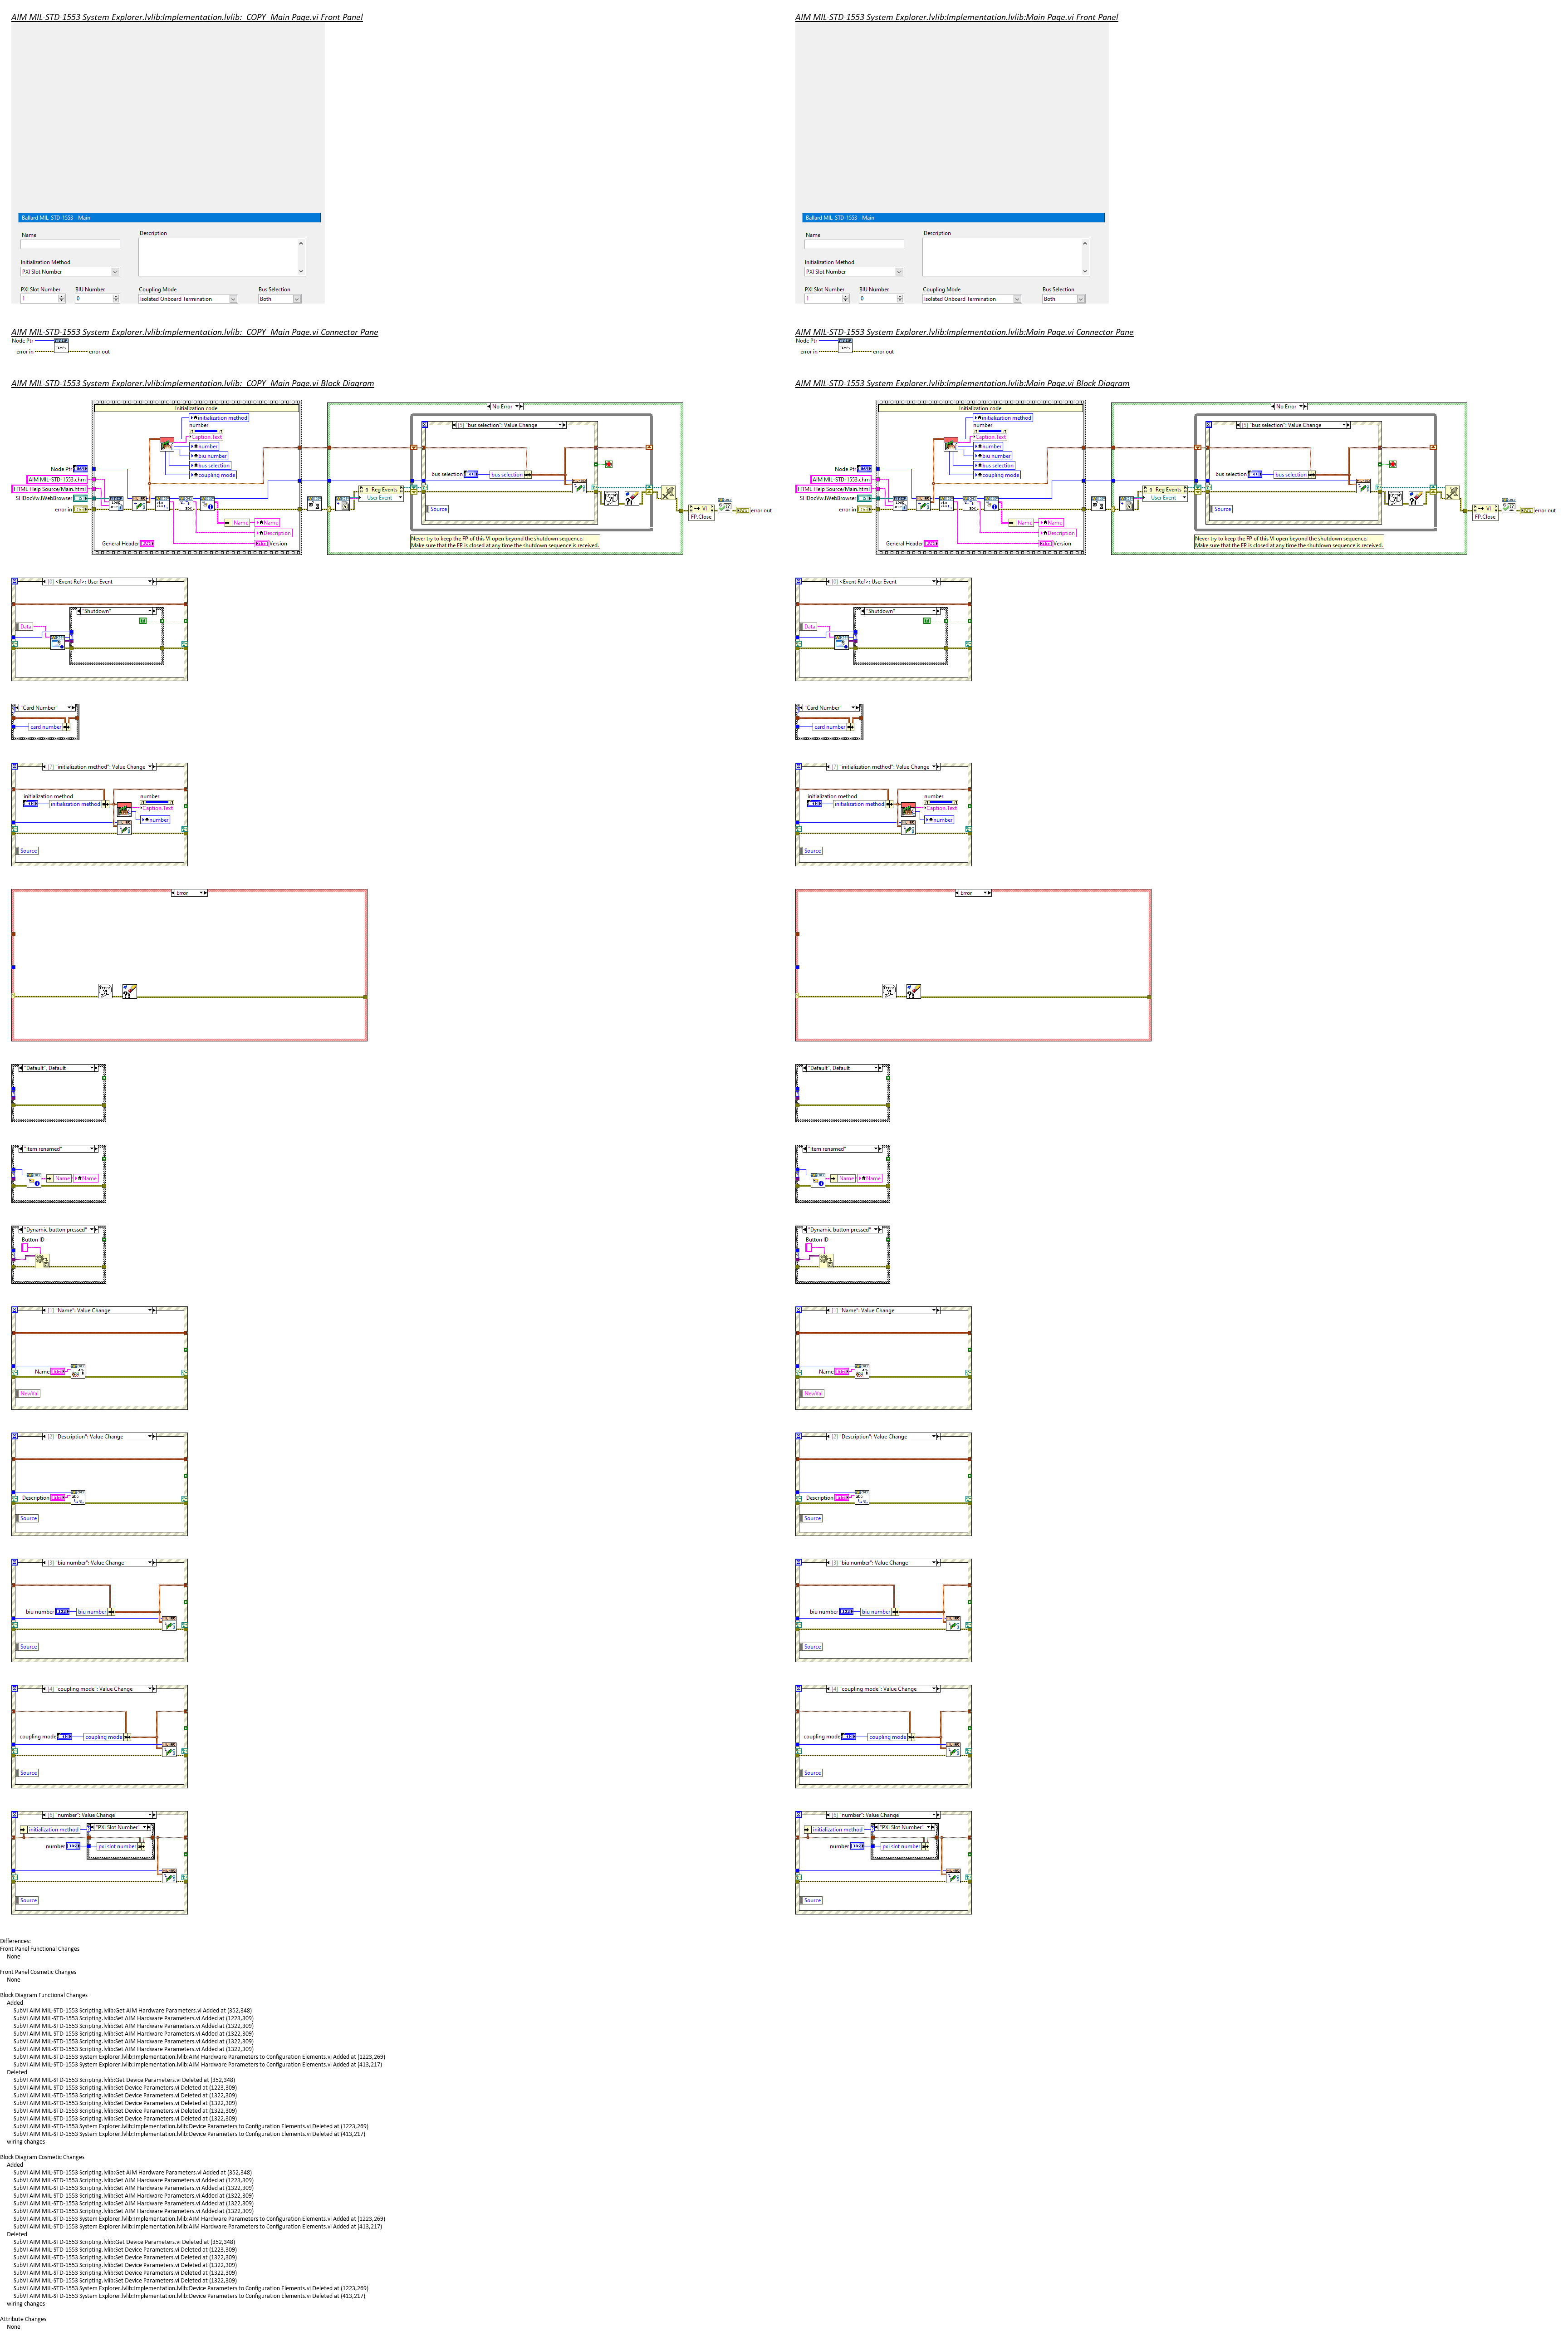 AIM MIL-STD-1553 System Explorer.lvlib:Implementation.lvlib:_COPY_Main Page.vi Front Panel
Ballard MIL-STD-1553 - Main
Name
Description
Initialization Method
PXI Slot Number
PXI Slot Number
BIU Number
Coupling Mode
Bus Selection
1
0
Isolated Onboard Termination
Both
AIM MIL-STD-1553 System Explorer.lvlib:Implementation.lvlib:Main Page.vi Front Panel
Ballard MIL-STD-1553 - Main
Name
Description
Initialization Method
PXI Slot Number
PXI Slot Number
BIU Number
Coupling Mode
Bus Selection
1
0
Isolated Onboard Termination
Both
AIM MIL-STD-1553 System Explorer.lvlib:Implementation.lvlib:_COPY_Main Page.vi Connector Pane
Node Ptr
error in
error out
AIM MIL-STD-1553 System Explorer.lvlib:Implementation.lvlib:Main Page.vi Connector Pane
Node Ptr
error in
error out
AIM MIL-STD-1553 System Explorer.lvlib:Implementation.lvlib:_COPY_Main Page.vi Block Diagram
Initialization code
initialization method
number
Caption.Text
number
biu number
bus selection
coupling mode
Node Ptr
AIM MIL-STD-1553.chm
HTML Help Source/Main.html
SHDocVw.IWebBrowser
error in
Name
Name
Description
General Header
Version
No Error
[5] "bus selection": Value Change
bus selection
bus selection
Reg Events
User Event
Source
Never try to keep the FP of this VI open beyond the shutdown sequence.
Make sure that the FP is closed at any time the shutdown sequence is received.
VI
FP.Close
error out
AIM MIL-STD-1553 System Explorer.lvlib:Implementation.lvlib:Main Page.vi Block Diagram
Initialization code
initialization method
number
Caption.Text
number
biu number
bus selection
coupling mode
Node Ptr
AIM MIL-STD-1553.chm
HTML Help Source/Main.html
SHDocVw.IWebBrowser
error in
Name
Name
Description
General Header
Version
No Error
[5] "bus selection": Value Change
bus selection
bus selection
Reg Events
User Event
Source
Never try to keep the FP of this VI open beyond the shutdown sequence.
Make sure that the FP is closed at any time the shutdown sequence is received.
VI
FP.Close
error out
[0] <Event Ref>: User Event
"Shutdown"
Data
[0] <Event Ref>: User Event
"Shutdown"
Data
"Card Number"
card number
"Card Number"
card number
[7] "initialization method": Value Change
initialization method
initialization method
number
Caption.Text
number
Source
[7] "initialization method": Value Change
initialization method
initialization method
number
Caption.Text
number
Source
Error
Error
"Default", Default
"Default", Default
"Item renamed"
Name
Name
"Item renamed"
Name
Name
"Dynamic button pressed"
Button ID
"Dynamic button pressed"
Button ID
[1] "Name": Value Change
Name
NewVal
[1] "Name": Value Change
Name
NewVal
[2] "Description": Value Change
Description
Source
[2] "Description": Value Change
Description
Source
[3] "biu number": Value Change
biu number
biu number
Source
[3] "biu number": Value Change
biu number
biu number
Source
[4] "coupling mode": Value Change
coupling mode
coupling mode
Source
[4] "coupling mode": Value Change
coupling mode
coupling mode
Source
[6] "number": Value Change
initialization method
"PXI Slot Number"
number
pxi slot number
Source
[6] "number": Value Change
initialization method
"PXI Slot Number"
number
pxi slot number
Source
Differences:
Front Panel Functional Changes
None
Front Panel Cosmetic Changes
None
Block Diagram Functional Changes
Added
SubVI AIM MIL-STD-1553 Scripting.lvlib:Get AIM Hardware Parameters.vi Added at (352,348)
SubVI AIM MIL-STD-1553 Scripting.lvlib:Set AIM Hardware Parameters.vi Added at (1223,309)
SubVI AIM MIL-STD-1553 Scripting.lvlib:Set AIM Hardware Parameters.vi Added at (1322,309)
SubVI AIM MIL-STD-1553 Scripting.lvlib:Set AIM Hardware Parameters.vi Added at (1322,309)
SubVI AIM MIL-STD-1553 Scripting.lvlib:Set AIM Hardware Parameters.vi Added at (1322,309)
SubVI AIM MIL-STD-1553 Scripting.lvlib:Set AIM Hardware Parameters.vi Added at (1322,309)
SubVI AIM MIL-STD-1553 System Explorer.lvlib:Implementation.lvlib:AIM Hardware Parameters to Configuration Elements.vi Added at (1223,269)
SubVI AIM MIL-STD-1553 System Explorer.lvlib:Implementation.lvlib:AIM Hardware Parameters to Configuration Elements.vi Added at (413,217)
Deleted
SubVI AIM MIL-STD-1553 Scripting.lvlib:Get Device Parameters.vi Deleted at (352,348)
SubVI AIM MIL-STD-1553 Scripting.lvlib:Set Device Parameters.vi Deleted at (1223,309)
SubVI AIM MIL-STD-1553 Scripting.lvlib:Set Device Parameters.vi Deleted at (1322,309)
SubVI AIM MIL-STD-1553 Scripting.lvlib:Set Device Parameters.vi Deleted at (1322,309)
SubVI AIM MIL-STD-1553 Scripting.lvlib:Set Device Parameters.vi Deleted at (1322,309)
SubVI AIM MIL-STD-1553 Scripting.lvlib:Set Device Parameters.vi Deleted at (1322,309)
SubVI AIM MIL-STD-1553 System Explorer.lvlib:Implementation.lvlib:Device Parameters to Configuration Elements.vi Deleted at (1223,269)
SubVI AIM MIL-STD-1553 System Explorer.lvlib:Implementation.lvlib:Device Parameters to Configuration Elements.vi Deleted at (413,217)
wiring changes
Block Diagram Cosmetic Changes
Added
SubVI AIM MIL-STD-1553 Scripting.lvlib:Get AIM Hardware Parameters.vi Added at (352,348)
SubVI AIM MIL-STD-1553 Scripting.lvlib:Set AIM Hardware Parameters.vi Added at (1223,309)
SubVI AIM MIL-STD-1553 Scripting.lvlib:Set AIM Hardware Parameters.vi Added at (1322,309)
SubVI AIM MIL-STD-1553 Scripting.lvlib:Set AIM Hardware Parameters.vi Added at (1322,309)
SubVI AIM MIL-STD-1553 Scripting.lvlib:Set AIM Hardware Parameters.vi Added at (1322,309)
SubVI AIM MIL-STD-1553 Scripting.lvlib:Set AIM Hardware Parameters.vi Added at (1322,309)
SubVI AIM MIL-STD-1553 System Explorer.lvlib:Implementation.lvlib:AIM Hardware Parameters to Configuration Elements.vi Added at (1223,269)
SubVI AIM MIL-STD-1553 System Explorer.lvlib:Implementation.lvlib:AIM Hardware Parameters to Configuration Elements.vi Added at (413,217)
Deleted
SubVI AIM MIL-STD-1553 Scripting.lvlib:Get Device Parameters.vi Deleted at (352,348)
SubVI AIM MIL-STD-1553 Scripting.lvlib:Set Device Parameters.vi Deleted at (1223,309)
SubVI AIM MIL-STD-1553 Scripting.lvlib:Set Device Parameters.vi Deleted at (1322,309)
SubVI AIM MIL-STD-1553 Scripting.lvlib:Set Device Parameters.vi Deleted at (1322,309)
SubVI AIM MIL-STD-1553 Scripting.lvlib:Set Device Parameters.vi Deleted at (1322,309)
SubVI AIM MIL-STD-1553 Scripting.lvlib:Set Device Parameters.vi Deleted at (1322,309)
SubVI AIM MIL-STD-1553 System Explorer.lvlib:Implementation.lvlib:Device Parameters to Configuration Elements.vi Deleted at (1223,269)
SubVI AIM MIL-STD-1553 System Explorer.lvlib:Implementation.lvlib:Device Parameters to Configuration Elements.vi Deleted at (413,217)
wiring changes
Attribute Changes
None